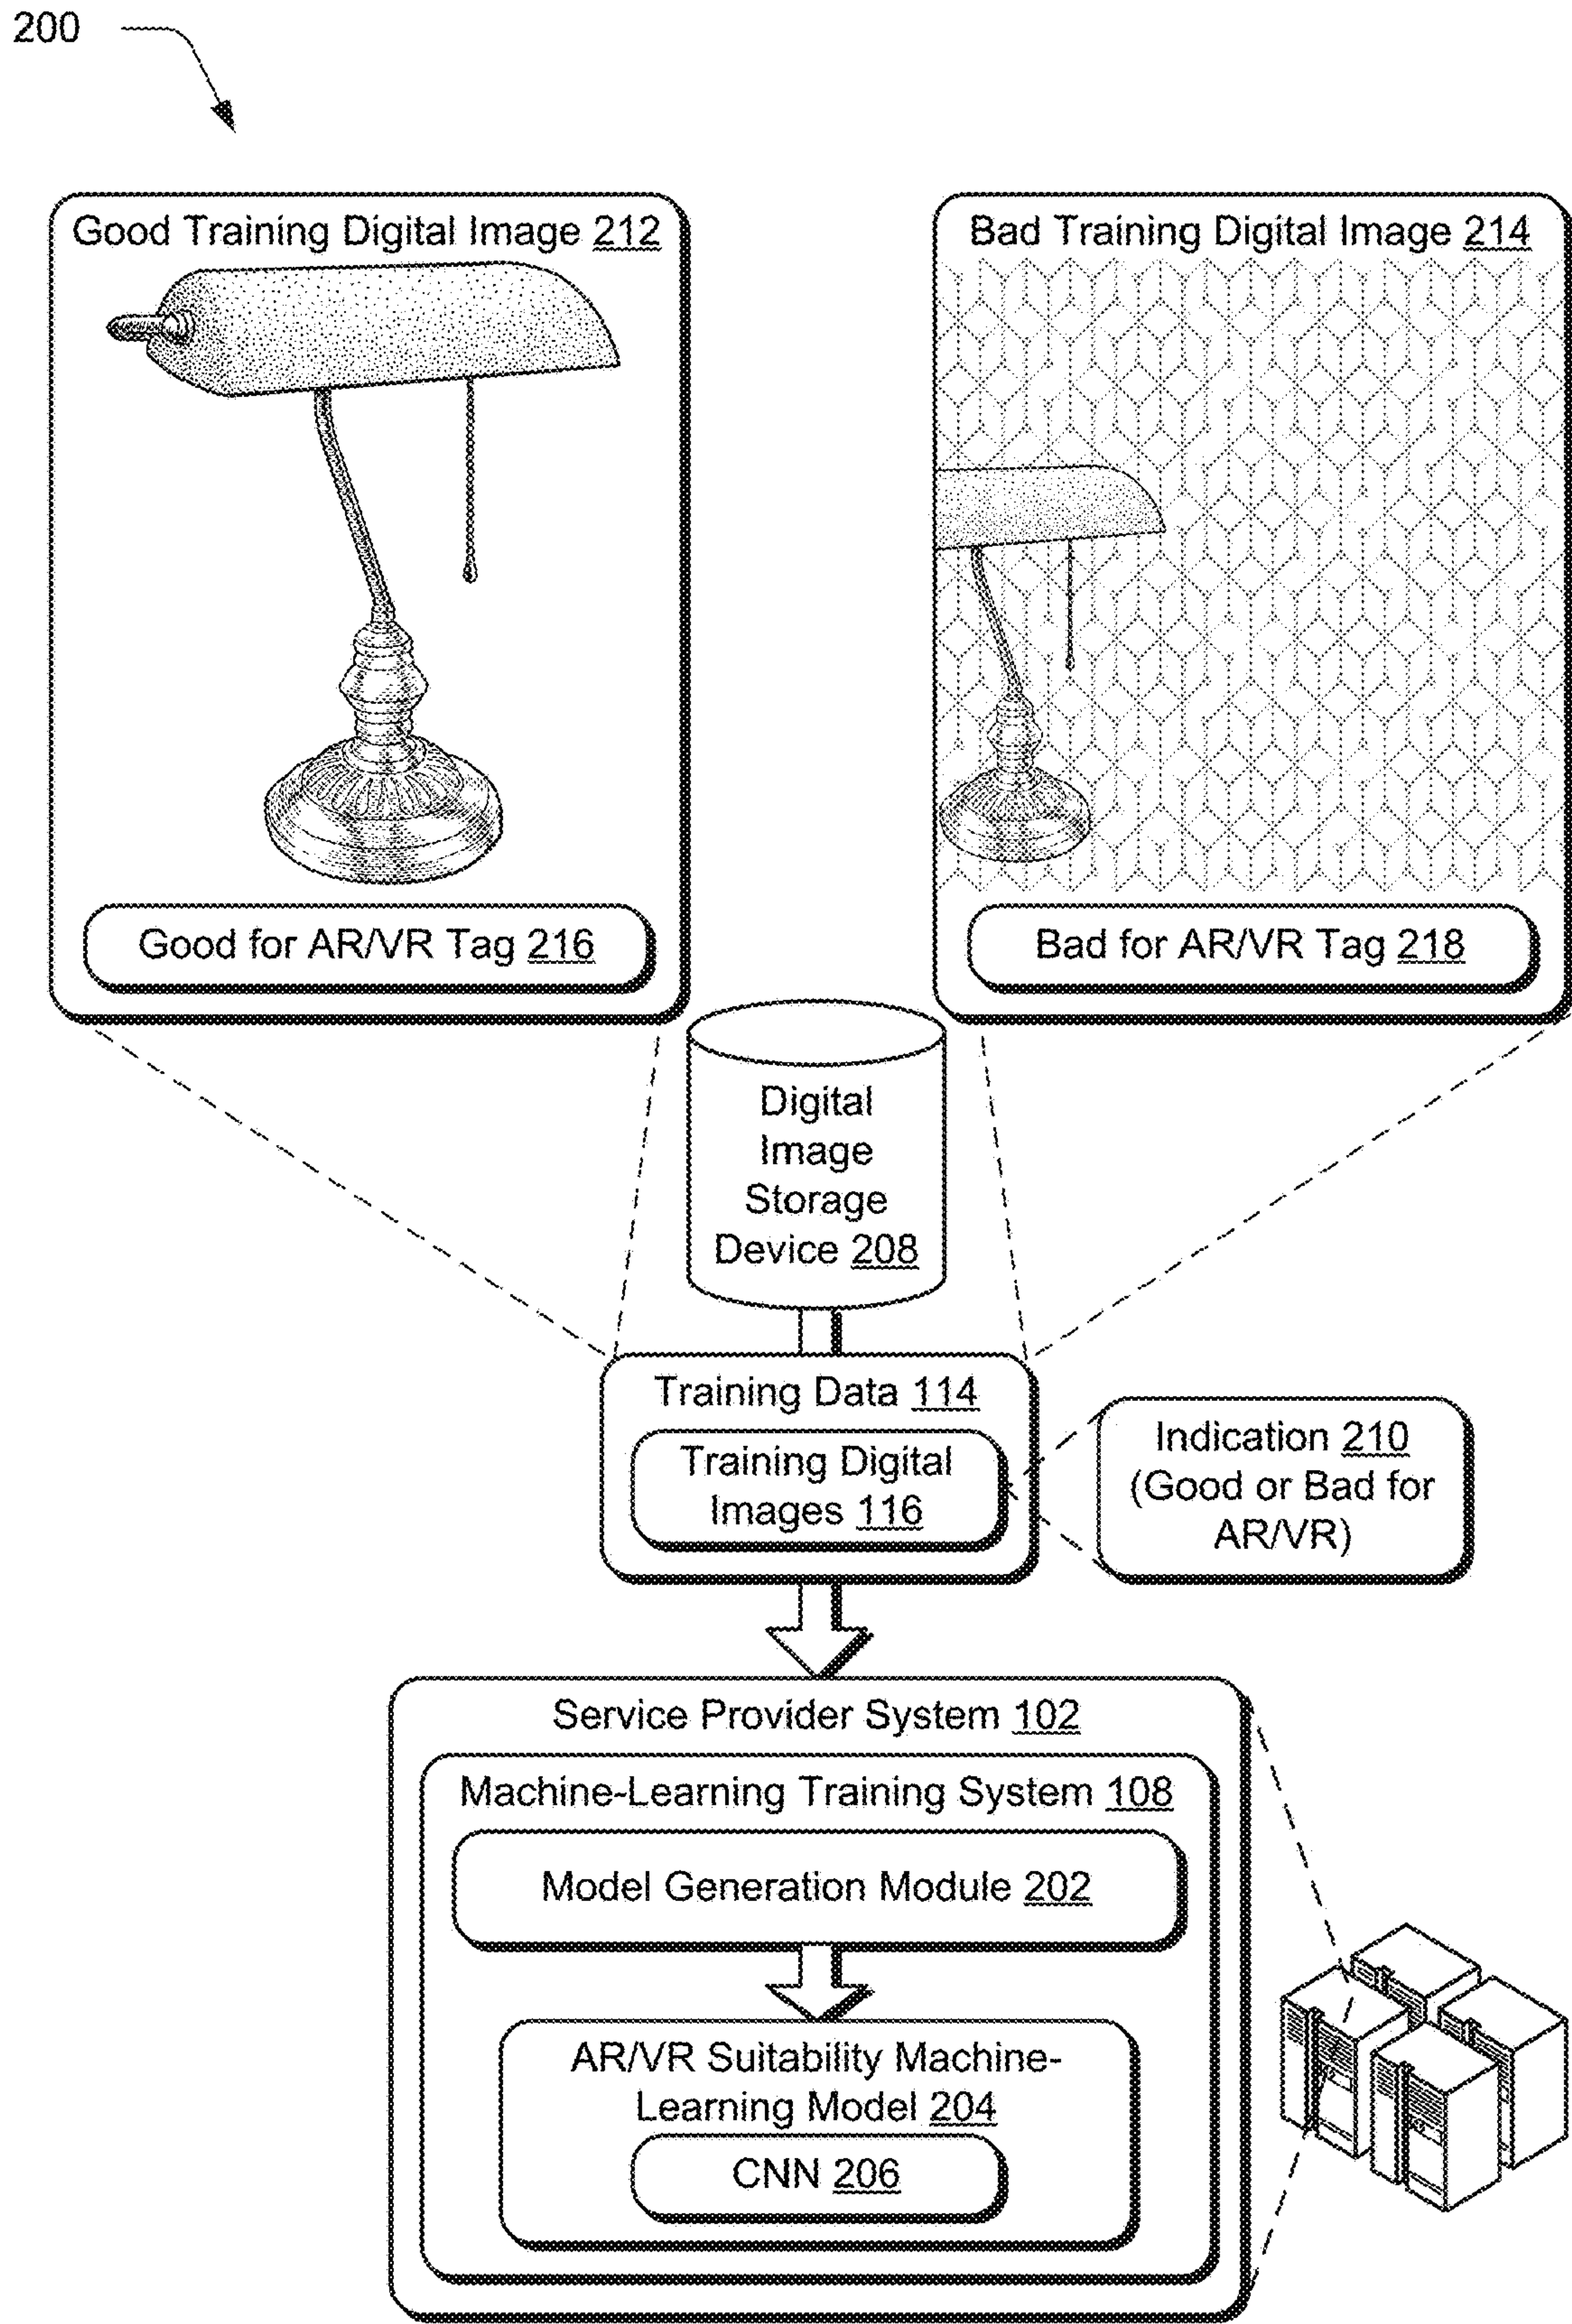 200
Good Training Digital Image 212
Good for AR/VR Tag 216
Bad Training Digital Image 214
Bad for AR/VR Tag 218
Digital
Image
Storage
Device 208
Training Data 114
Training Digital
Images 116
Indication 210
(Good or Bad for
AR/VR)
Service Provider System 102
Machine-Learning Training System 108
Model Generation Module 202
AR/VR Suitability Machine-
Learning Model 204
CNN 206